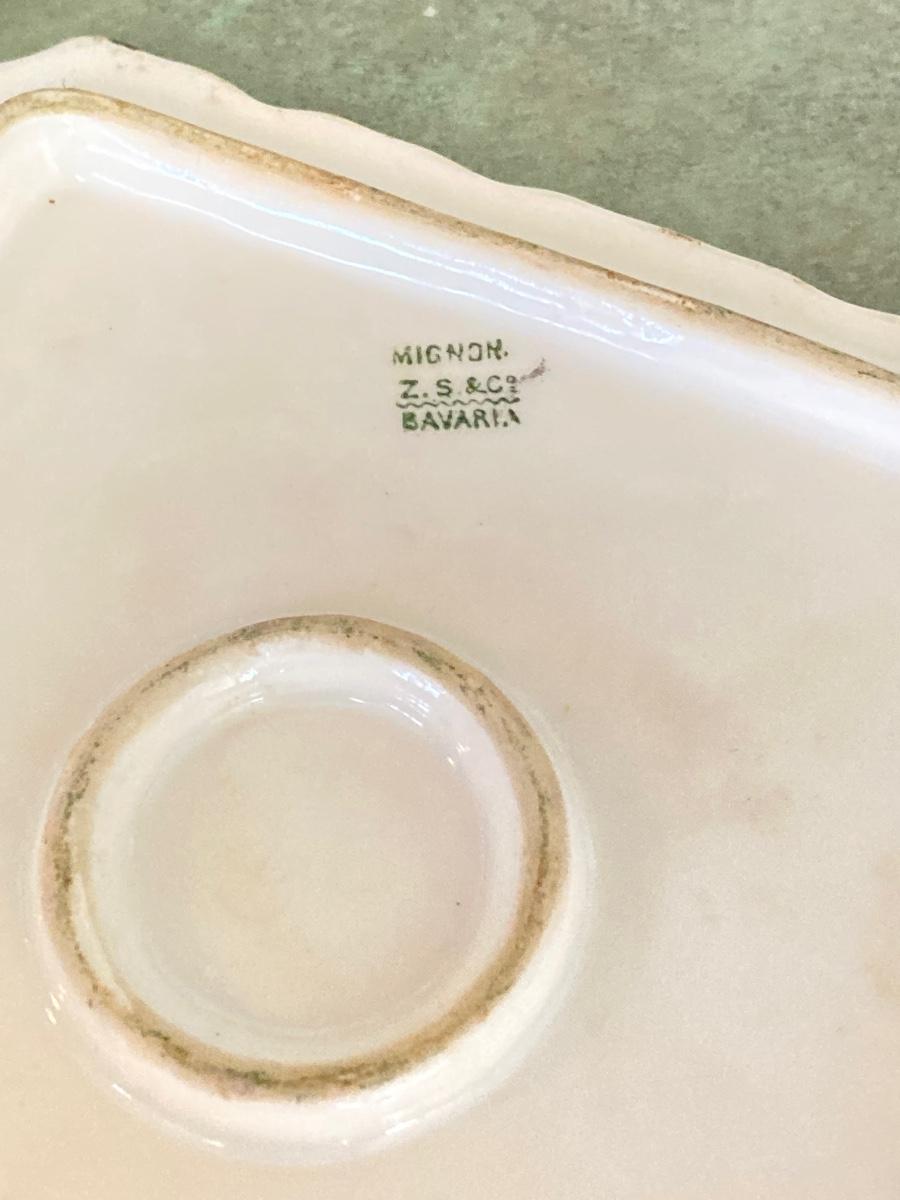 MIGNON.
Z. S. & Co
BAVARIA